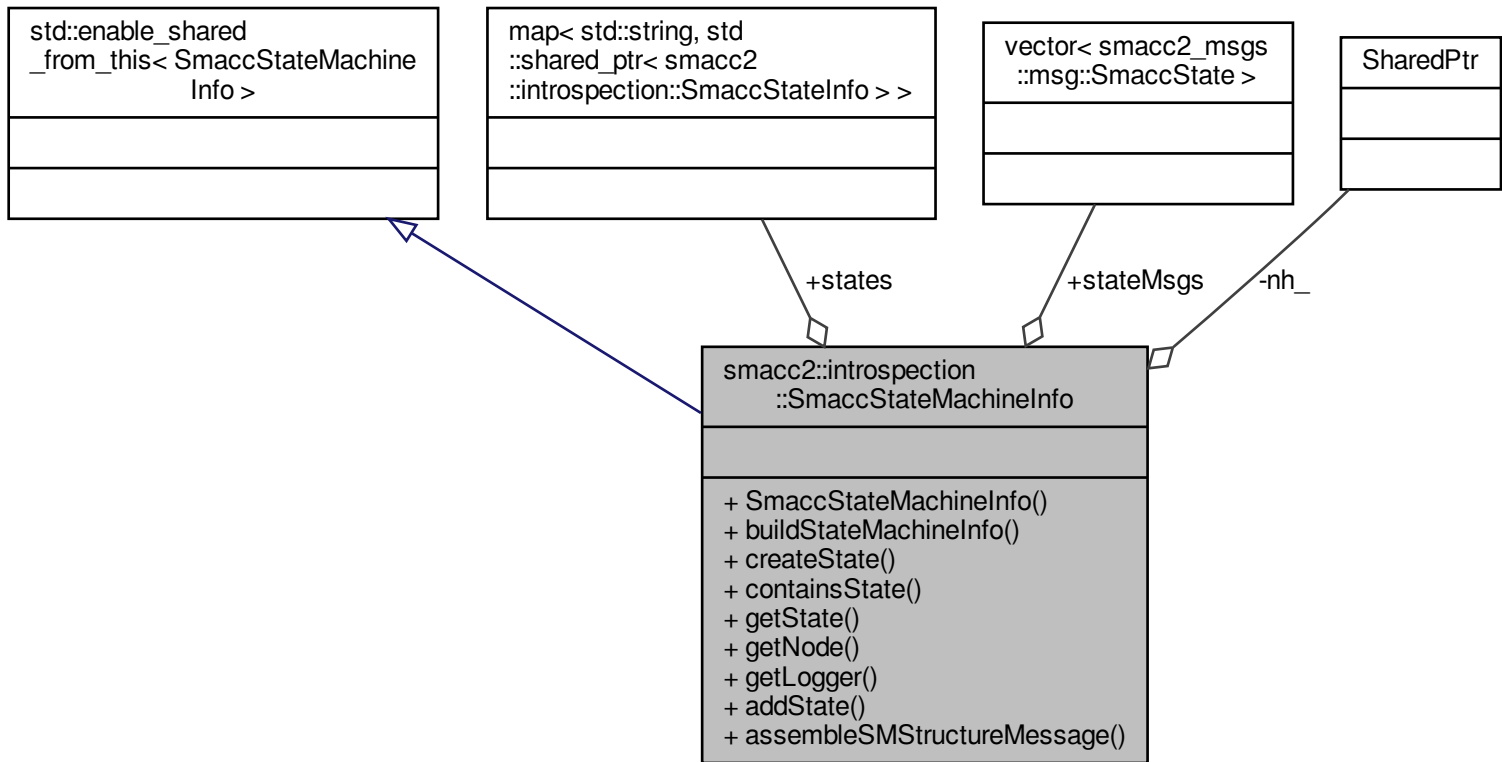 std::enable_shared
_from_this< SmaccStateMachine
Info >
map< std::string, std
::shared_ptr< smacc2
::introspection::SmaccStateInfo > >
vector< smacc2_msgs
::msg::SmaccState >
SharedPtr
+states
+stateMsgs
-nh_
smacc2::introspection
::SmaccStateMachineInfo
+ SmaccStateMachineInfo()
+ buildStateMachineInfo()
+ createState()
+ containsState()
+ getState()
+ getNode()
+ getLogger()
+ addState()
+ assembleSMStructureMessage()